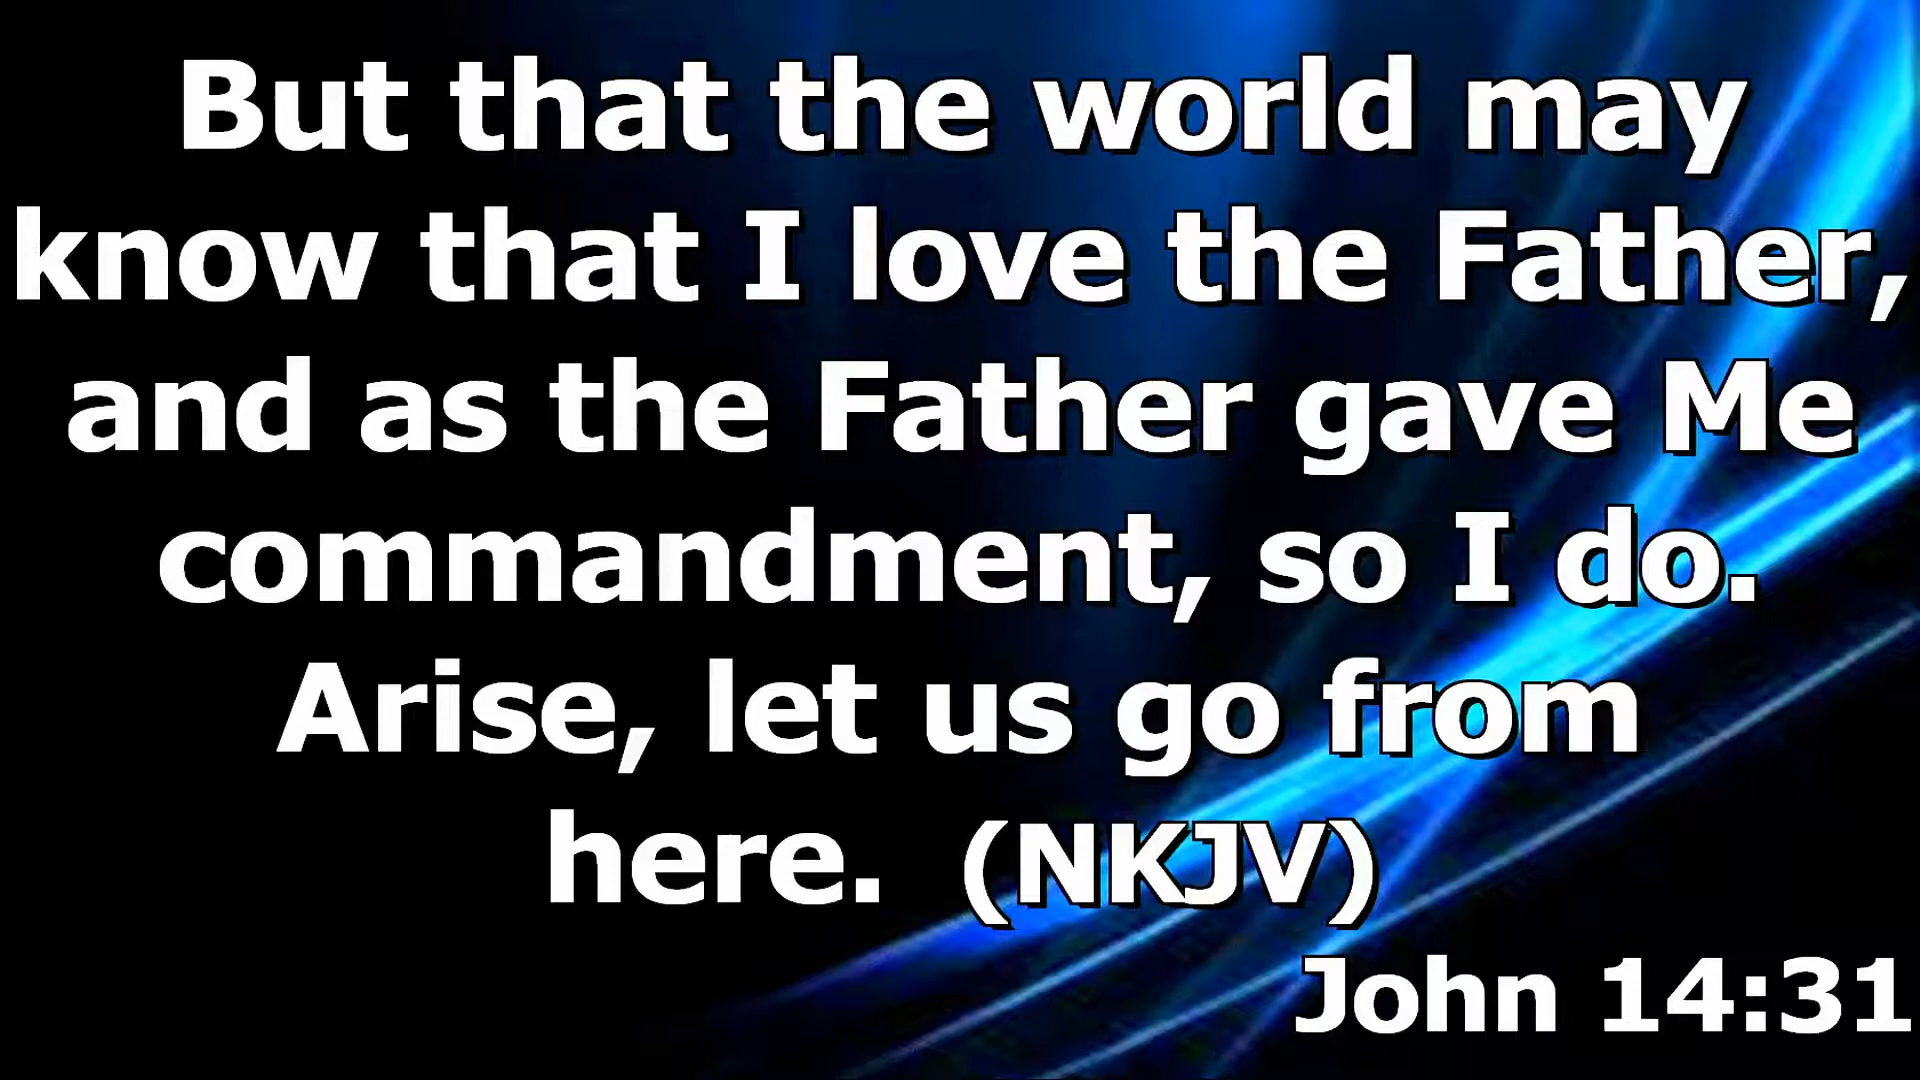 But that the world may
know that I love the Father,
and as the Father gave Me
commandment, so I do.
Arise, let us go from
here.  (NKJV)
John 14:31